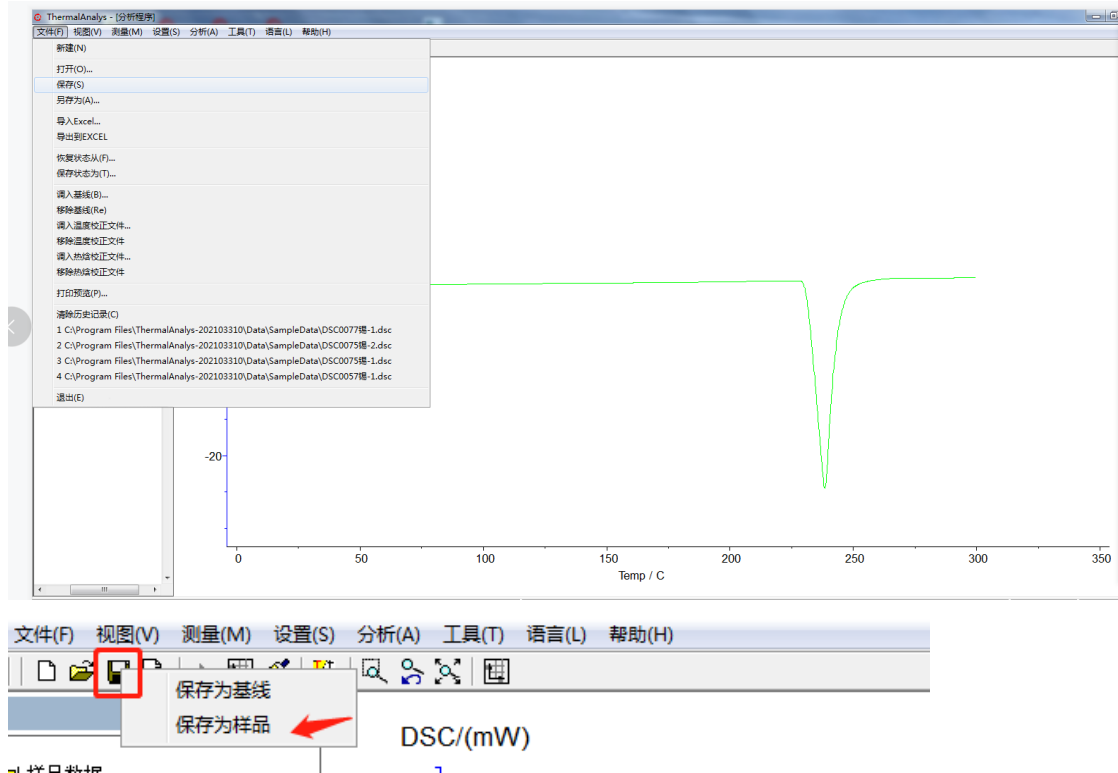 ThermalAnalys - [分析程序]
文件(F) 视图(V) 测量(M) 设置(S) 分析(A) 工具(T) 语言(L) 帮助(H)
新建(N)
打开(O)...
保存(S)
另存为(A)...
导入Excel...
导出到EXCEL
恢复状态从(F)...
保存状态为(T)...
调入基线(B)...
移除基线(Re)
调入温度校正文件...
移除温度校正文件
调入热焓校正文件...
移除热焓校正文件
打印预览(P)...
清除历史记录(C)
1 C:\Program Files\ThermalAnalys-202103310\Data\SampleData\DSC0077锡-1.dsc
2 C:\Program Files\ThermalAnalys-202103310\Data\SampleData\DSC0075锡-2.dsc
3 C:\Program Files\ThermalAnalys-202103310\Data\SampleData\DSC0075锡-1.dsc
4 C:\Program Files\ThermalAnalys-202103310\Data\SampleData\DSC0057锡-1.dsc
退出(E)
-20
0 50 100 150 200 250 300 350
Temp / C
文件(F) 视图(V) 测量(M) 设置(S) 分析(A) 工具(T) 语言(L) 帮助(H)
保存为基线
保存为样品
DSC/(mW)
样品数据